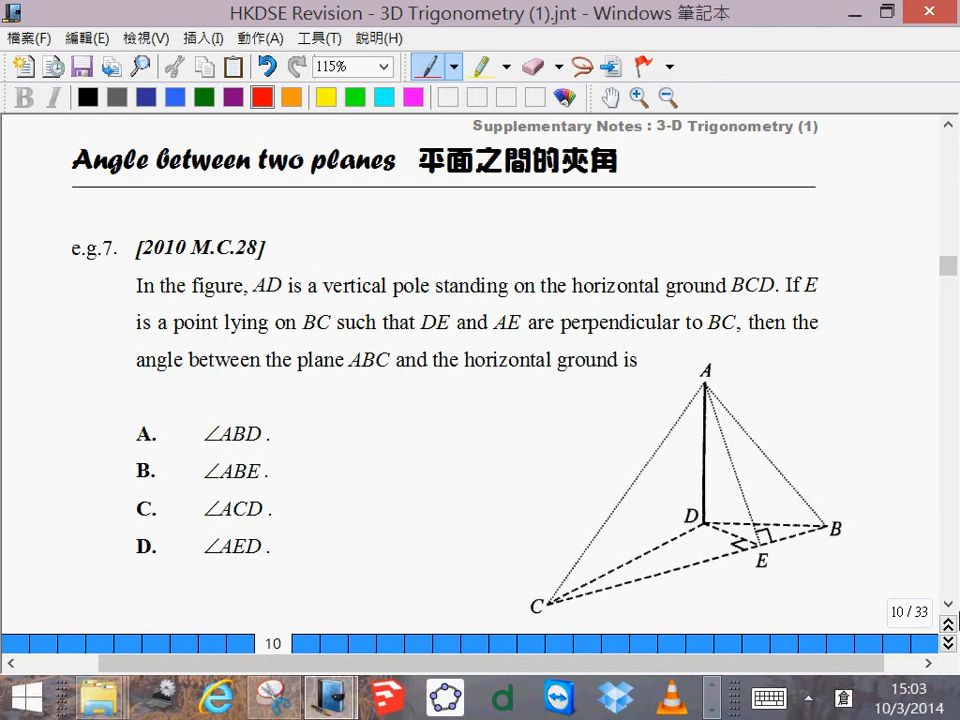 HKDSE Revision - 3D Trigonometry (1).jnt - Windows 筆記本
檔案(F) 編輯(E) 檢視(V) 插入(I) 動作(A) 工具(T) 說明(H)
115%
B I
Supplementary Notes : 3-D Trigonometry (1)
Angle between two planes 平面之間的夾角
e.g.7. [2010 M.C.28]
In the figure, AD is a vertical pole standing on the horizontal ground BCD. If E
is a point lying on BC such that DE and AE are perpendicular to BC, then the
angle between the plane ABC and the horizontal ground is
A
A. ∠ABD .
B. ∠ABE .
C. ∠ACD .
D. ∠AED .
D
B
E
C
10 / 33
10
d
倉
15:03
10/3/2014